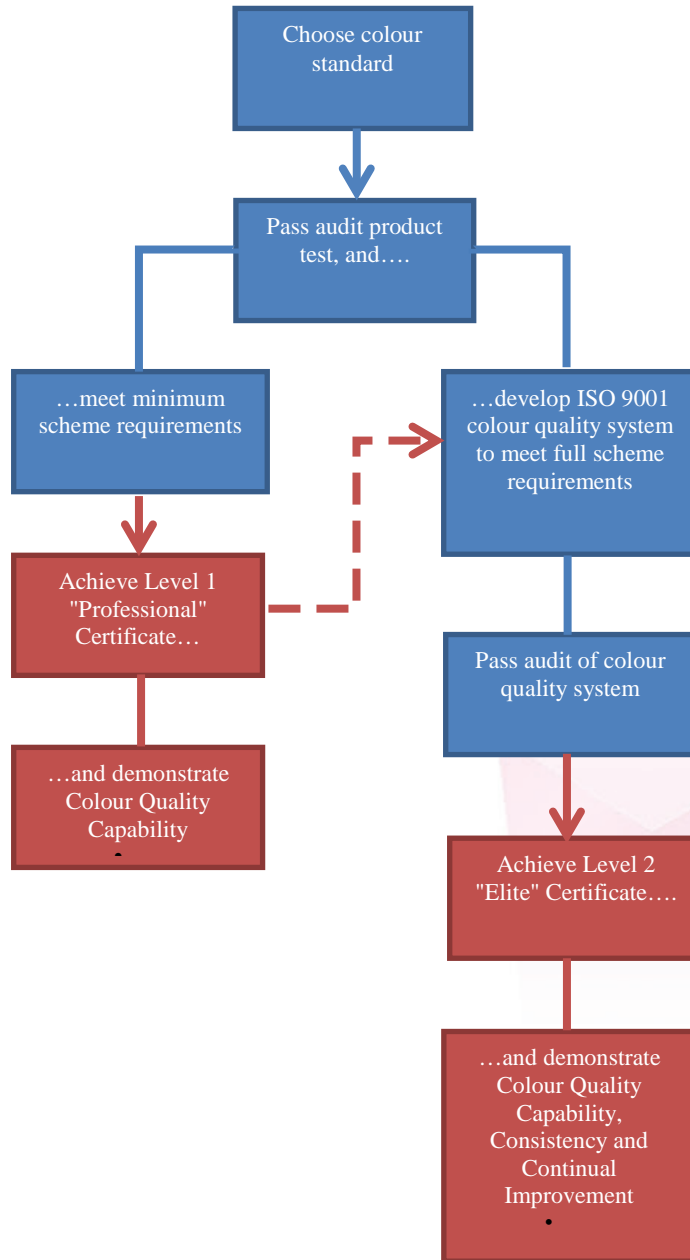 Choose colour
standard
Pass audit product
test, and….
…meet minimum
scheme requirements
…develop ISO 9001
colour quality system
to meet full scheme
requirements
Achieve Level 1
"Professional"
Certificate…
Pass audit of colour
quality system
…and demonstrate
Colour Quality
Capability
Achieve Level 2
"Elite" Certificate….
…and demonstrate
Colour Quality
Capability,
Consistency and
Continual
Improvement